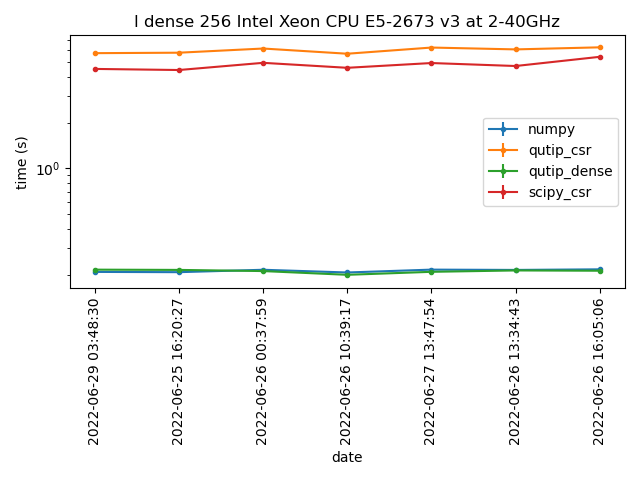 l dense 256 Intel Xeon CPU E5-2673 v3 at 2-40GHz
time (s)
10⁰
numpy
qutip_csr
qutip_dense
scipy_csr
2022-06-29 03:48:30
2022-06-25 16:20:27
2022-06-26 00:37:59
2022-06-26 10:39:17
2022-06-27 13:47:54
2022-06-26 13:34:43
2022-06-26 16:05:06
date